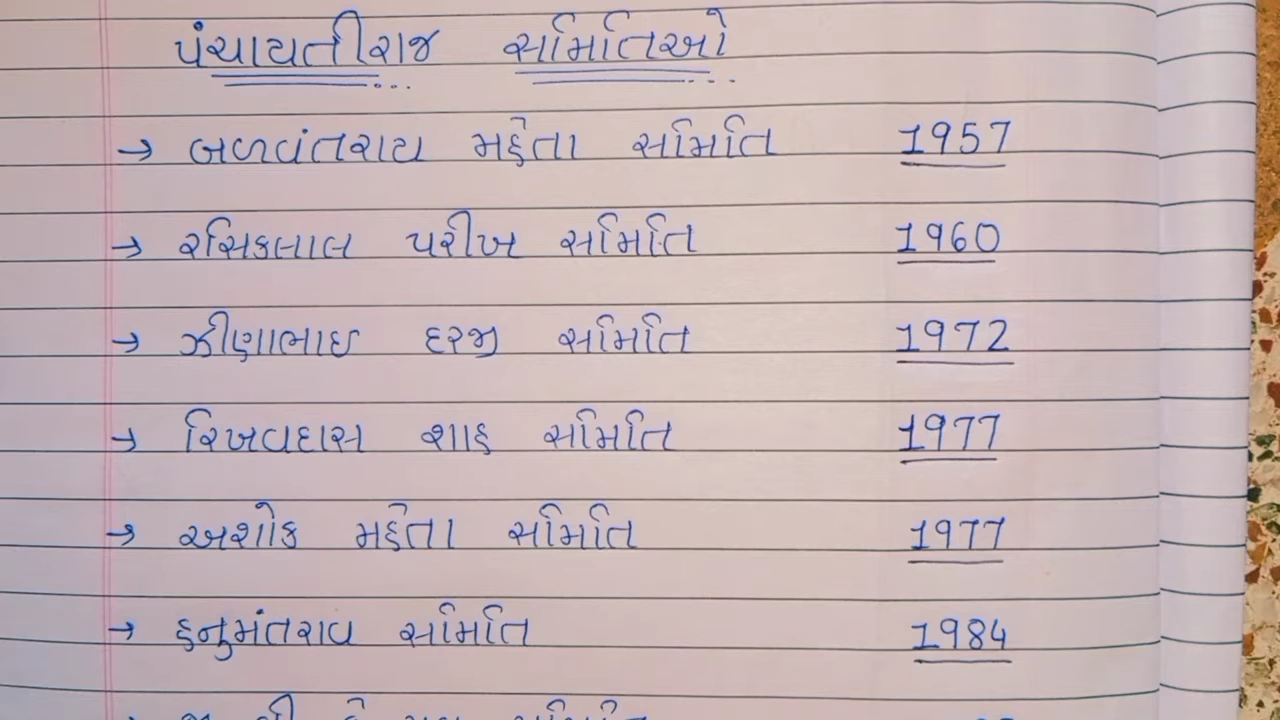 પંચાયતીરાજ સમિતિઓ
→ બળવંતરાય મહેતા સમિતિ 1957
→ રસિકલાલ પરીખ સમિતિ 1960
→ ઝીણાભાઇ દરજી સમિતિ 1972
→ રિખવદાસ શાહ સમિતિ 1977
→ અશોક મહેતા સમિતિ 1977
→ હનુમંતરાવ સમિતિ 1984